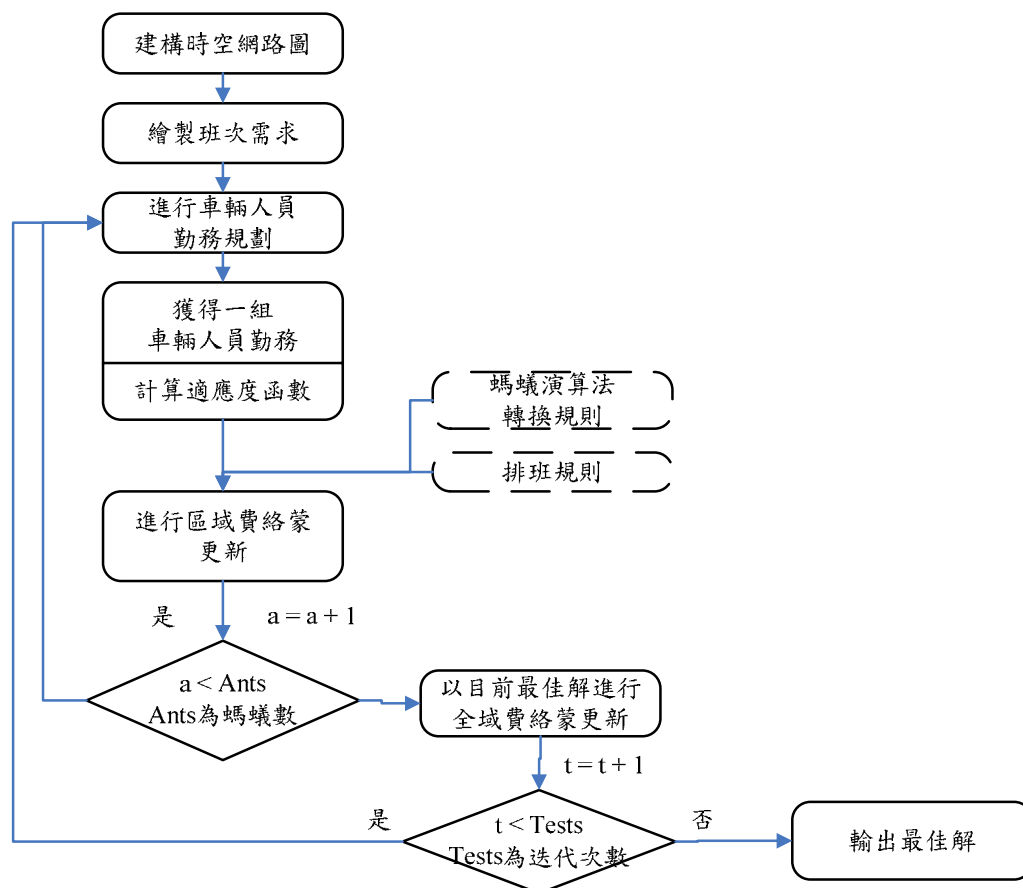 建構時空網路圖
繪製班次需求
進行車輛人員
勤務規劃
獲得一組
車輛人員勤務
計算適應度函數
螞蟻演算法
轉換規則
排班規則
進行區域費絡蒙
更新
是
a = a + 1
a < Ants
Ants為螞蟻數
以目前最佳解進行
全域費絡蒙更新
t = t + 1
是
t < Tests
Tests為迭代次數
否
輸出最佳解